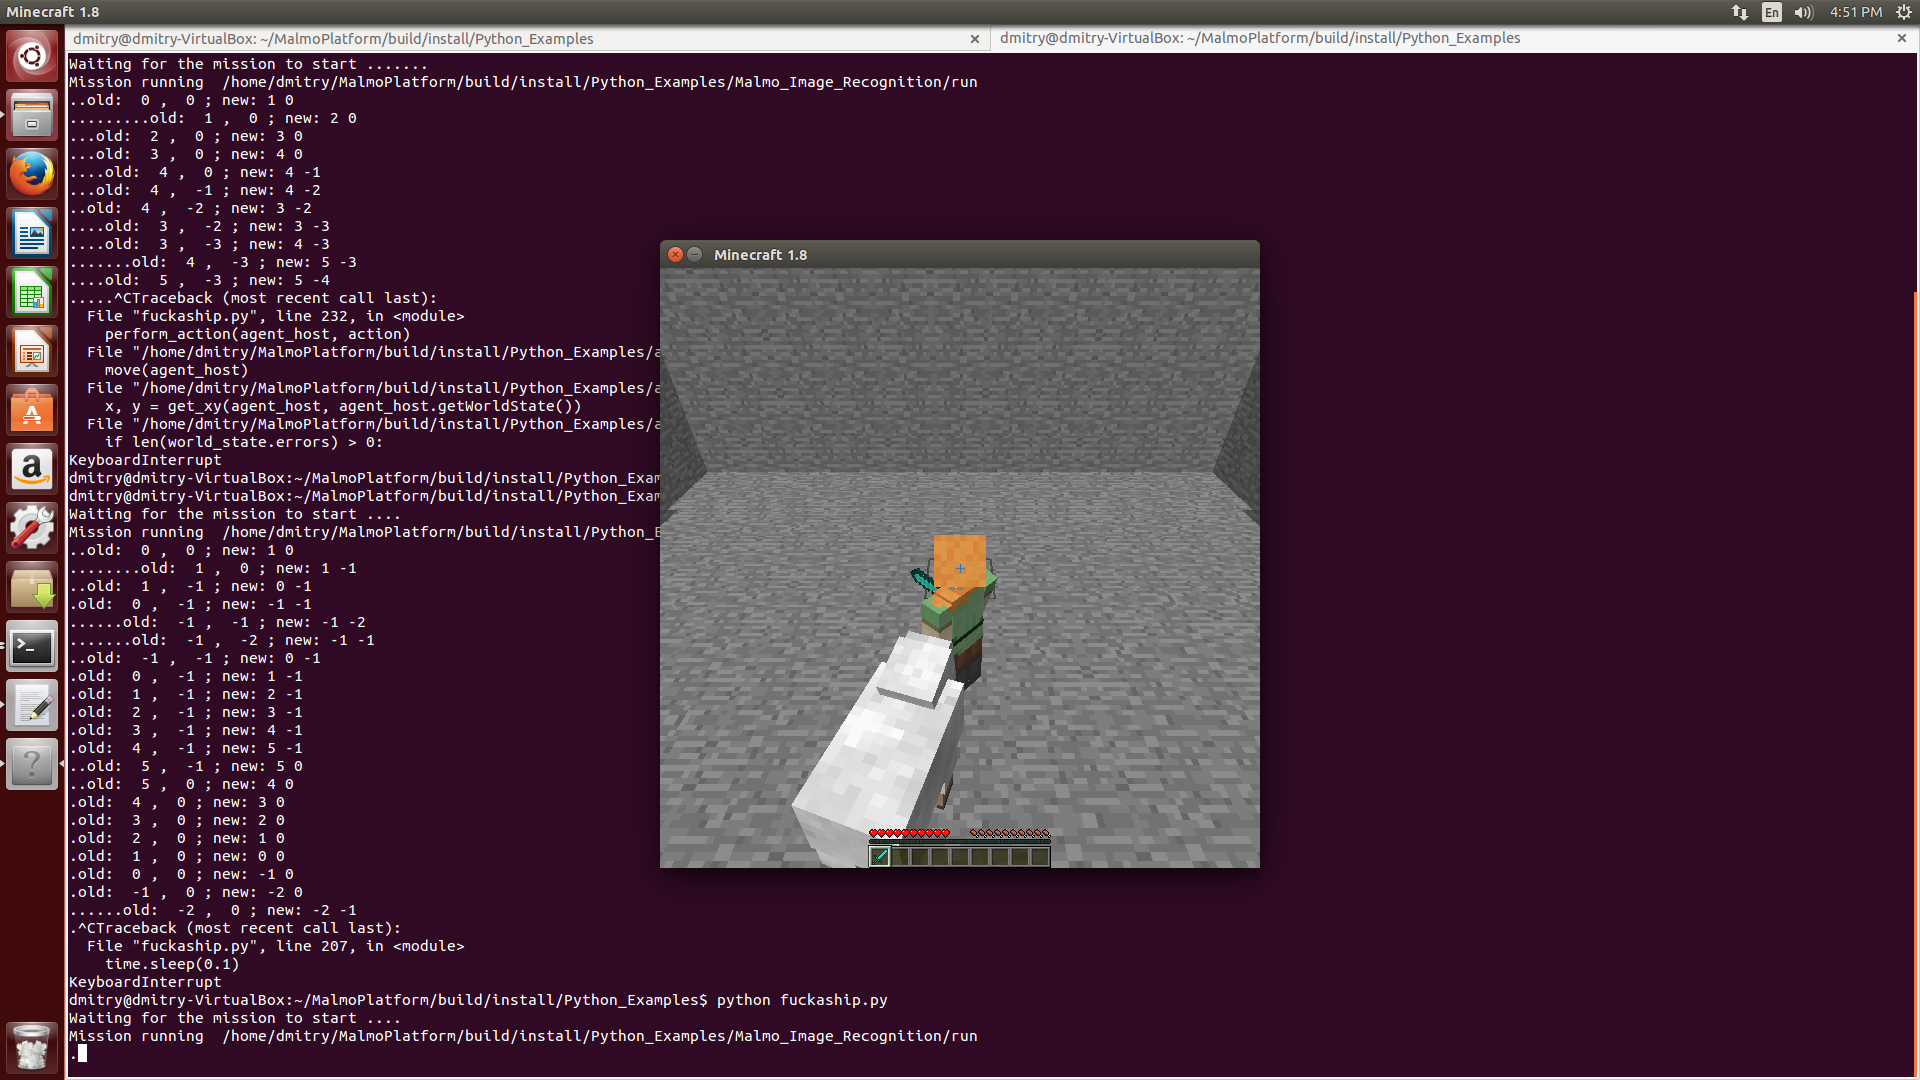 Minecraft 1.8
En
4:51 PM
dmitry@dmitry-VirtualBox: ~/MalmoPlatform/build/install/Python_Examples
dmitry@dmitry-VirtualBox: ~/MalmoPlatform/build/install/Python_Examples
Waiting for the mission to start .......
Mission running  /home/dmitry/MalmoPlatform/build/install/Python_Examples/Malmo_Image_Recognition/run
..old:  0 ,  0 ; new: 1 0
.........old:  1 ,  0 ; new: 2 0
...old:  2 ,  0 ; new: 3 0
...old:  3 ,  0 ; new: 4 0
....old:  4 ,  0 ; new: 4 -1
...old:  4 ,  -1 ; new: 4 -2
..old:  4 ,  -2 ; new: 3 -2
....old:  3 ,  -2 ; new: 3 -3
....old:  3 ,  -3 ; new: 4 -3
.......old:  4 ,  -3 ; new: 5 -3
....old:  5 ,  -3 ; new: 5 -4
.....^CTraceback (most recent call last):
  File "fuckaship.py", line 232, in <module>
    perform_action(agent_host, action)
  File "/home/dmitry/MalmoPlatform/build/install/Python_Examples/a
    move(agent_host)
  File "/home/dmitry/MalmoPlatform/build/install/Python_Examples/a
    x, y = get_xy(agent_host, agent_host.getWorldState())
  File "/home/dmitry/MalmoPlatform/build/install/Python_Examples/a
    if len(world_state.errors) > 0:
KeyboardInterrupt
dmitry@dmitry-VirtualBox:~/MalmoPlatform/build/install/Python_Exam
dmitry@dmitry-VirtualBox:~/MalmoPlatform/build/install/Python_Exam
Waiting for the mission to start ....
Mission running  /home/dmitry/MalmoPlatform/build/install/Python_E
..old:  0 ,  0 ; new: 1 0
........old:  1 ,  0 ; new: 1 -1
..old:  1 ,  -1 ; new: 0 -1
.old:  0 ,  -1 ; new: -1 -1
......old:  -1 ,  -1 ; new: -1 -2
.......old:  -1 ,  -2 ; new: -1 -1
..old:  -1 ,  -1 ; new: 0 -1
.old:  0 ,  -1 ; new: 1 -1
.old:  1 ,  -1 ; new: 2 -1
.old:  2 ,  -1 ; new: 3 -1
.old:  3 ,  -1 ; new: 4 -1
.old:  4 ,  -1 ; new: 5 -1
..old:  5 ,  -1 ; new: 5 0
..old:  5 ,  0 ; new: 4 0
.old:  4 ,  0 ; new: 3 0
.old:  3 ,  0 ; new: 2 0
.old:  2 ,  0 ; new: 1 0
.old:  1 ,  0 ; new: 0 0
.old:  0 ,  0 ; new: -1 0
.old:  -1 ,  0 ; new: -2 0
......old:  -2 ,  0 ; new: -2 -1
.^CTraceback (most recent call last):
  File "fuckaship.py", line 207, in <module>
    time.sleep(0.1)
KeyboardInterrupt
dmitry@dmitry-VirtualBox:~/MalmoPlatform/build/install/Python_Examples$ python fuckaship.py
Waiting for the mission to start ....
Mission running  /home/dmitry/MalmoPlatform/build/install/Python_Examples/Malmo_Image_Recognition/run
.
Minecraft 1.8